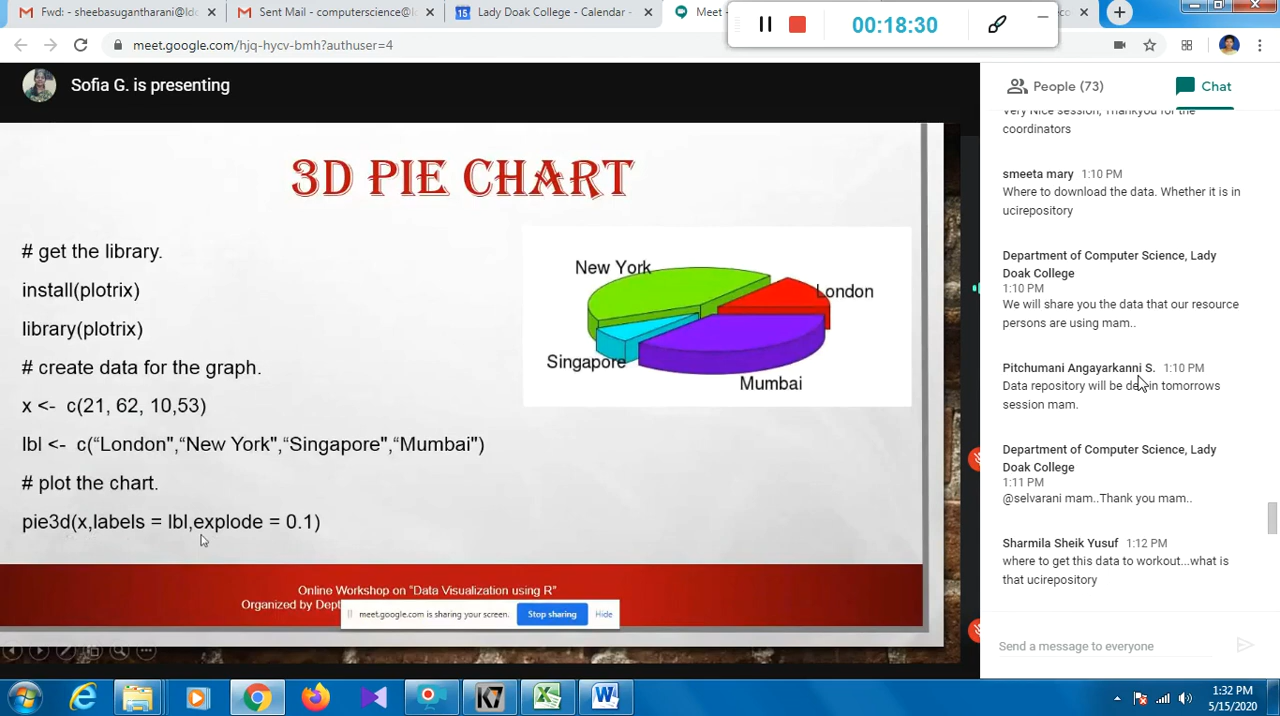 Fwd: - sheebasugantharani@ldc
Sent Mail - computerscience@l
15
Lady Doak College - Calendar -
Meet -
00:18:30
meet.google.com/hjq-hycv-bmh?authuser=4
Sofia G. is presenting
People (73)
Chat
3D PIE CHART
# get the library.
install(plotrix)
library(plotrix)
# create data for the graph.
x <- c(21, 62, 10,53)
lbl <- c(“London",“New York",“Singapore",“Mumbai")
# plot the chart.
pie3d(x,labels = lbl,explode = 0.1)
New York
London
Singapore
Mumbai
Online Workshop on “Data Visualization using R”
Organized by Dept
meet.google.com is sharing your screen.
Stop sharing
Hide
Very Nice session, Thankyou for the
coordinators
smeeta mary 1:10 PM
Where to download the data. Whether it is in
ucirepository
Department of Computer Science, Lady
Doak College
1:10 PM
We will share you the data that our resource
persons are using mam..
Pitchumani Angayarkanni S. 1:10 PM
Data repository will be in tomorrows
session mam.
Department of Computer Science, Lady
Doak College
1:11 PM
@selvarani mam..Thank you mam..
Sharmila Sheik Yusuf 1:12 PM
where to get this data to workout...what is
that ucirepository
Send a message to everyone
1:32 PM
5/15/2020